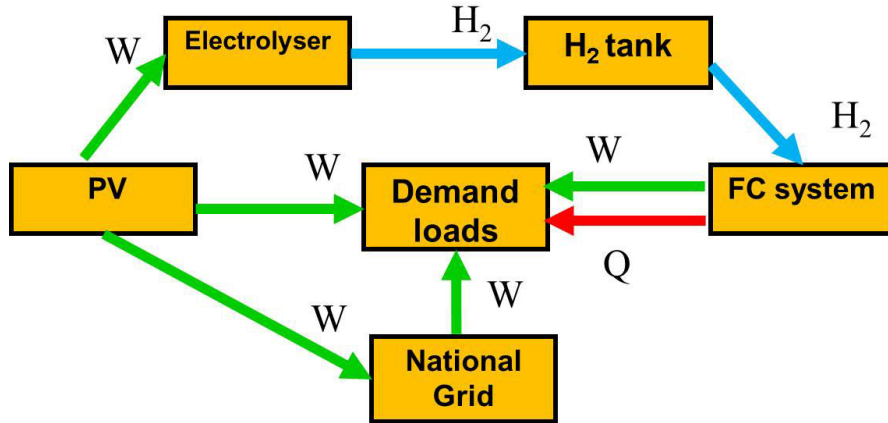 Electrolyser
H₂
H₂ tank
W
H₂
PV
W
Demand
loads
W
FC system
Q
W
W
National
Grid